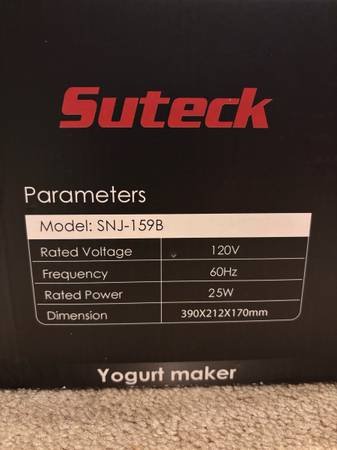 Suteck
Parameters
Model: SNJ-159B
Rated Voltage 120V
Frequency 60Hz
Rated Power 25W
Dimension 390X212X170mm
Yogurt maker